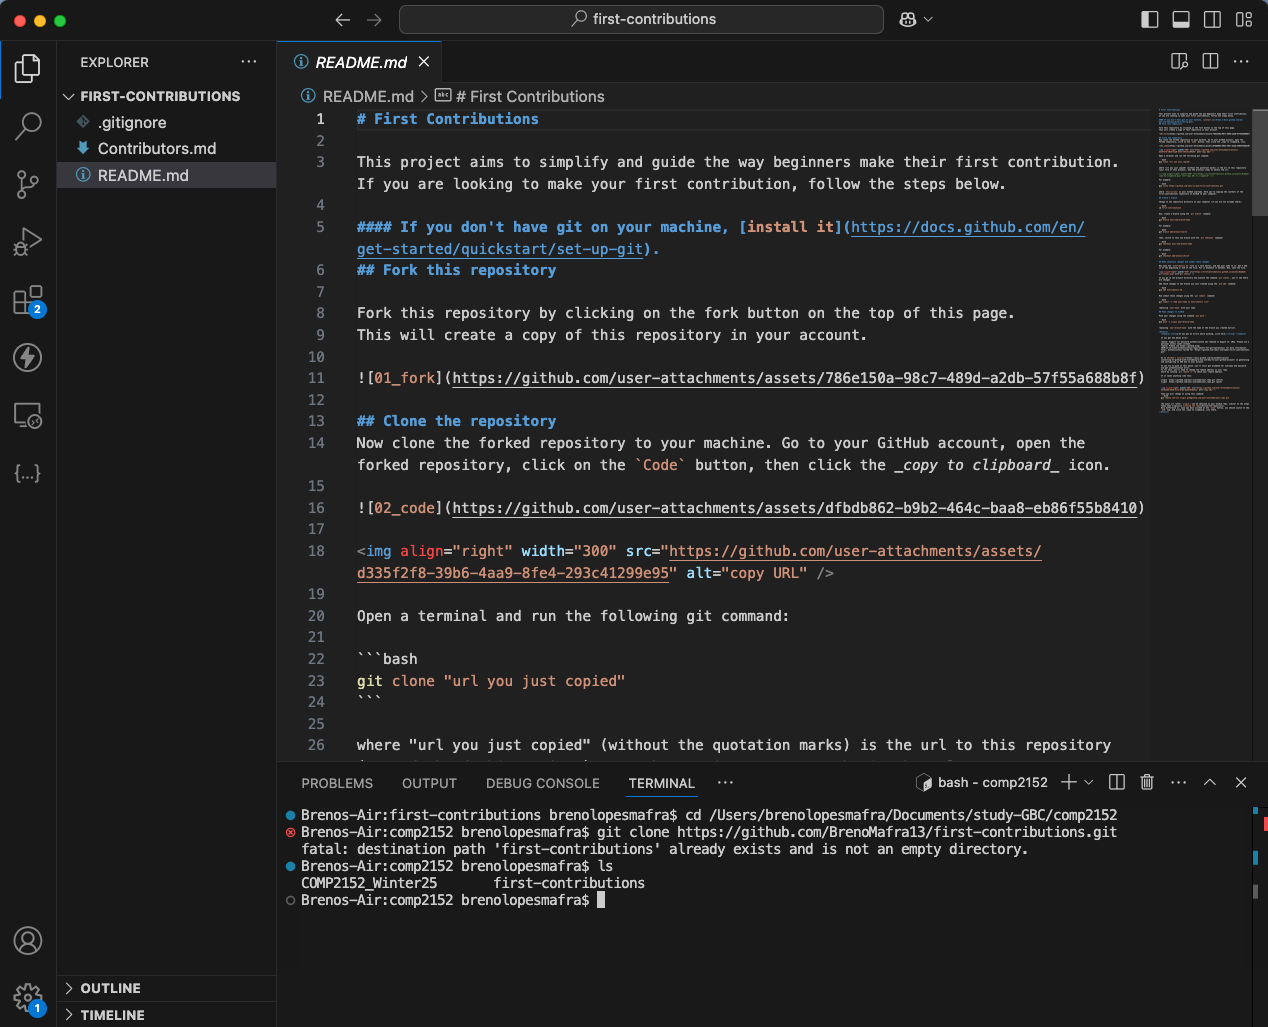 first-contributions
EXPLORER
FIRST-CONTRIBUTIONS
.gitignore
Contributors.md
README.md
2
1
OUTLINE
TIMELINE
README.md
README.md > # First Contributions
1 # First Contributions
2
3 This project aims to simplify and guide the way beginners make their first contribution.
If you are looking to make your first contribution, follow the steps below.
4
5 #### If you don't have git on your machine, [install it](https://docs.github.com/en/
get-started/quickstart/set-up-git).
6 ## Fork this repository
7
8 Fork this repository by clicking on the fork button on the top of this page.
9 This will create a copy of this repository in your account.
10
11 ![01_fork](https://github.com/user-attachments/assets/786e150a-98c7-489d-a2db-57f55a688b8f)
12
13 ## Clone the repository
14 Now clone the forked repository to your machine. Go to your GitHub account, open the
forked repository, click on the `Code` button, then click the _copy to clipboard_ icon.
15
16 ![02_code](https://github.com/user-attachments/assets/dfbdb862-b9b2-464c-baa8-eb86f55b8410)
17
18 <img align="right" width="300" src="https://github.com/user-attachments/assets/
d335f2f8-39b6-4aa9-8fe4-293c41299e95" alt="copy URL" />
19
20 Open a terminal and run the following git command:
21
22 ```bash
23 git clone "url you just copied"
24 ```
25
26 where "url you just copied" (without the quotation marks) is the url to this repository
PROBLEMS OUTPUT DEBUG CONSOLE TERMINAL
bash - comp2152
Brenos-Air:first-contributions brenolopesmafra$ cd /Users/brenolopesmafra/Documents/study-GBC/comp2152
Brenos-Air:comp2152 brenolopesmafra$ git clone https://github.com/BrenoMafra13/first-contributions.git
fatal: destination path 'first-contributions' already exists and is not an empty directory.
Brenos-Air:comp2152 brenolopesmafra$ ls
COMP2152_Winter25 first-contributions
Brenos-Air:comp2152 brenolopesmafra$